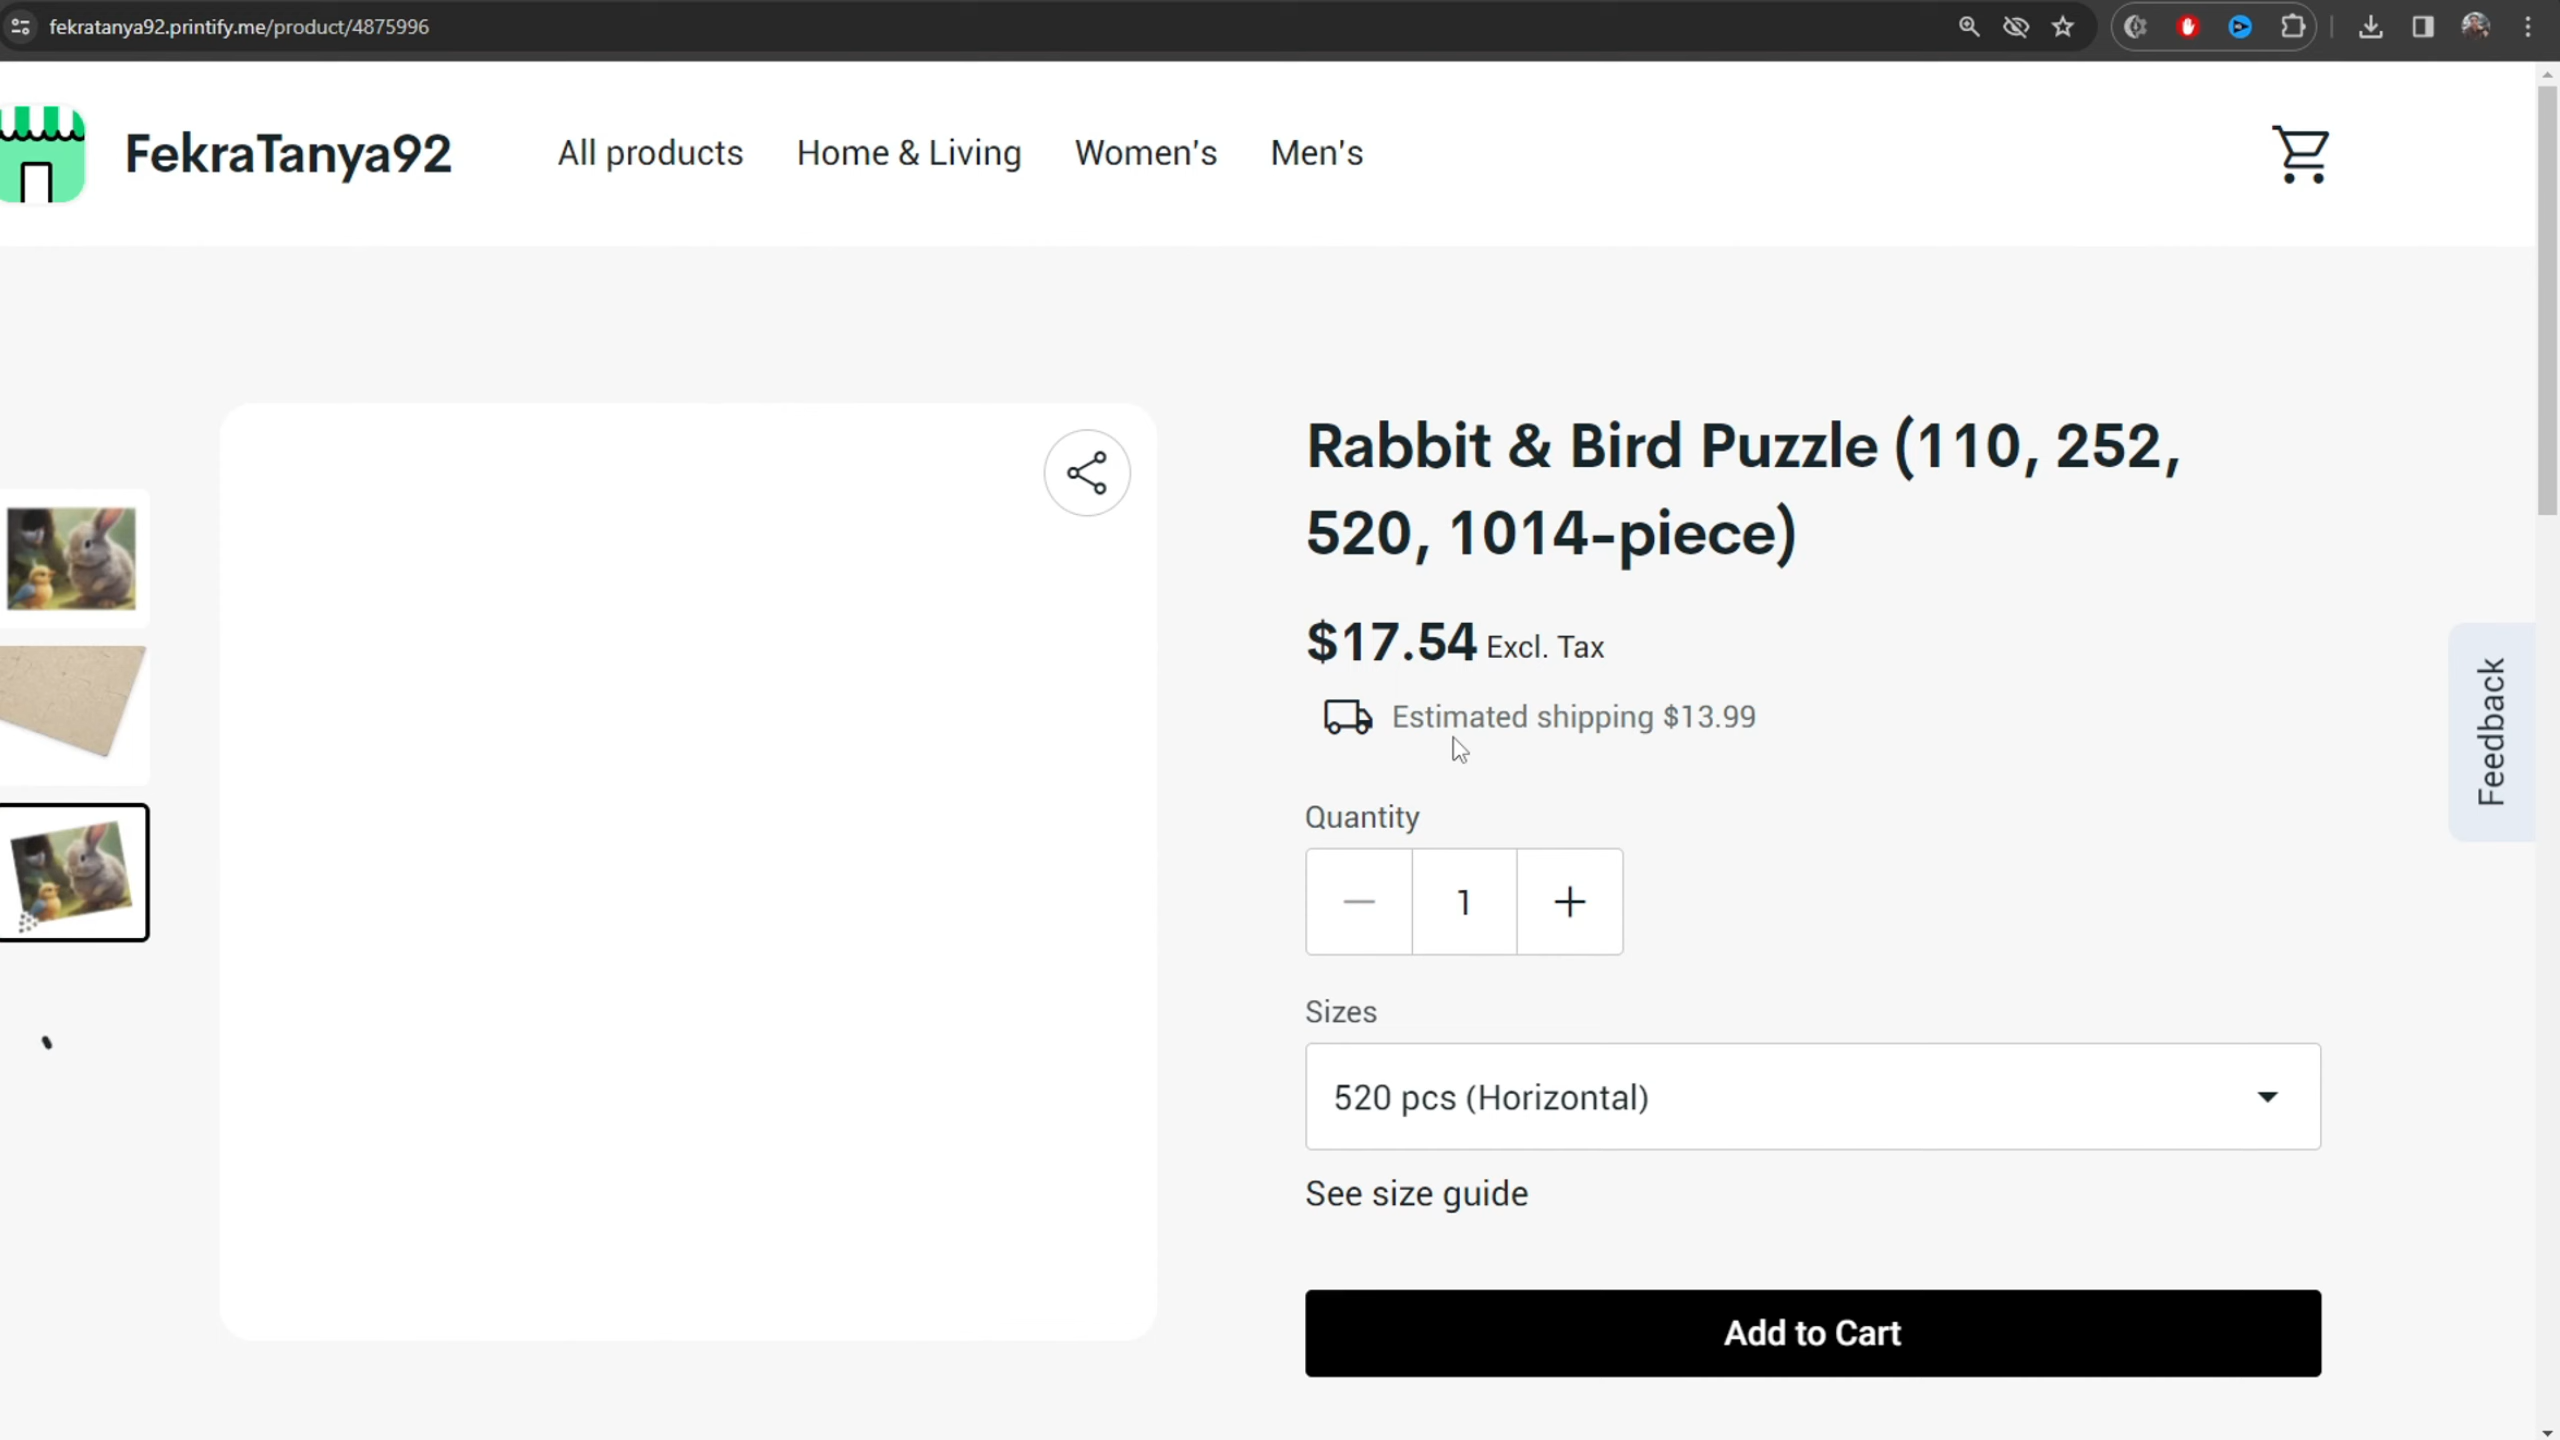 fekratanya92.printify.me/product/4875996
FekraTanya92
All products
Home & Living
Women's
Men's
Rabbit & Bird Puzzle (110, 252,
520, 1014-piece)
$17.54 Excl. Tax
Estimated shipping $13.99
Feedback
Quantity
1
Sizes
520 pcs (Horizontal)
See size guide
Add to Cart